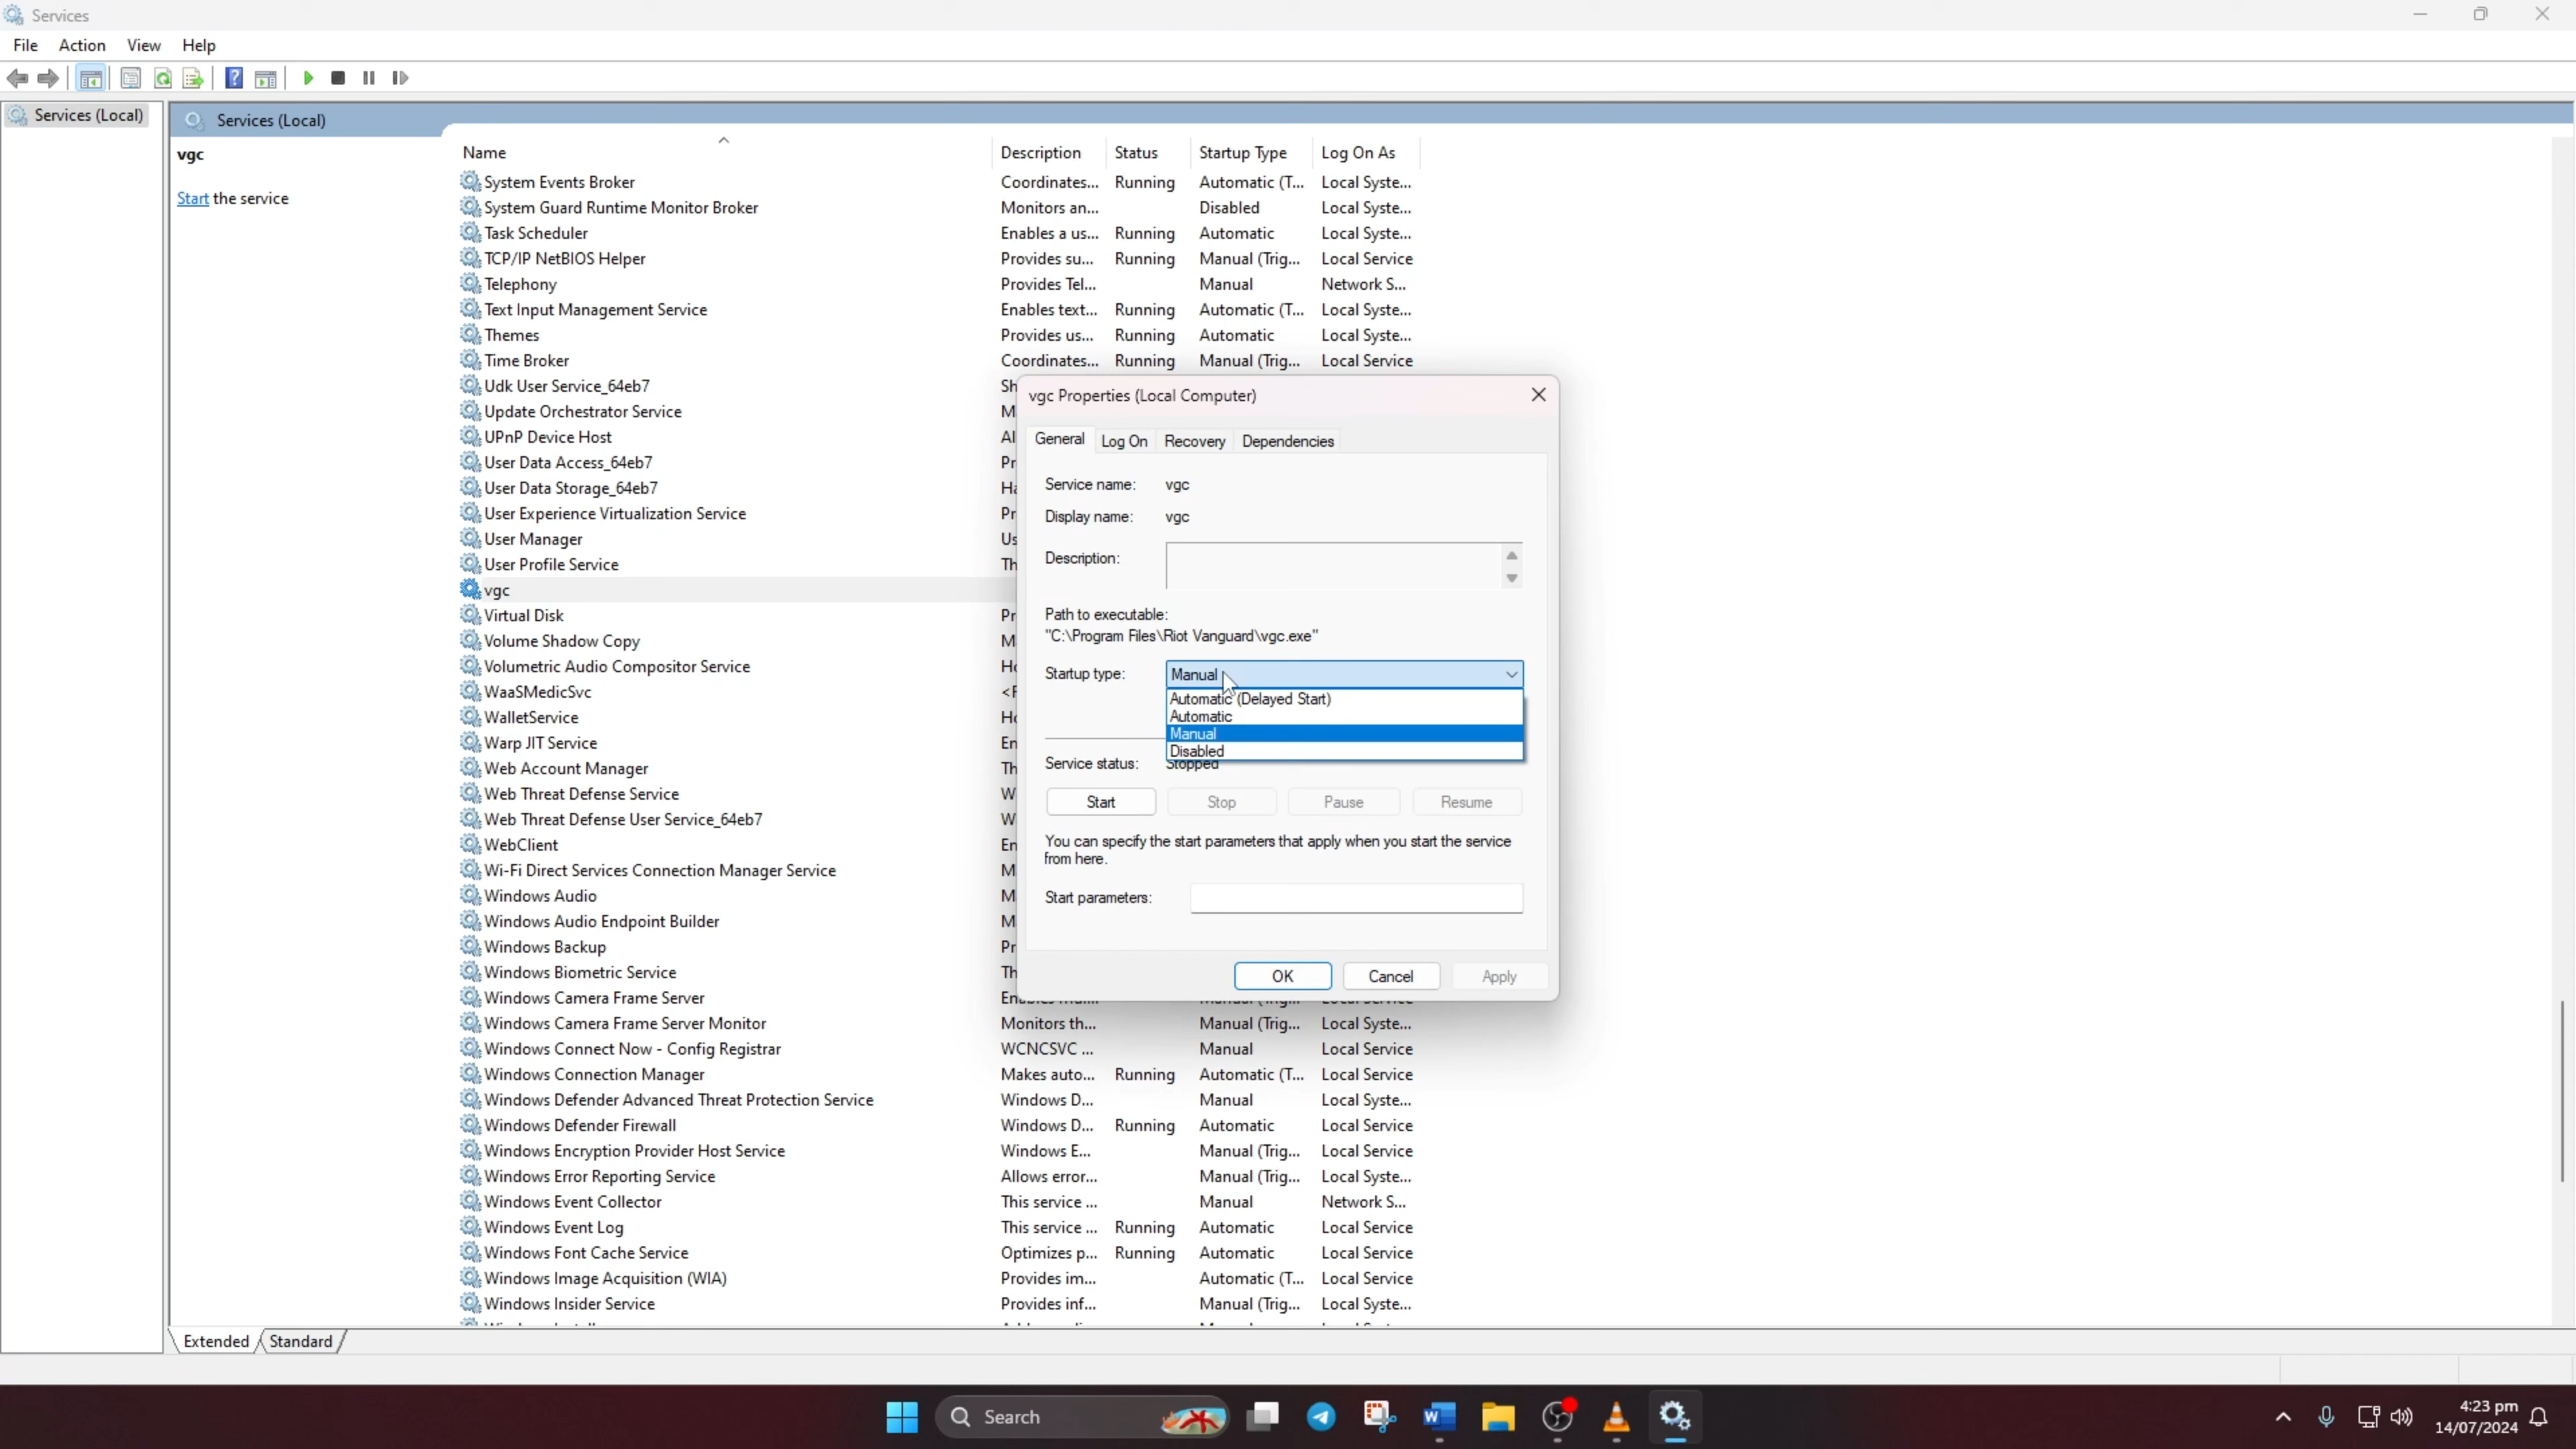 Services
File Action View Help
Services (Local)
Services (Local)
vgc
Start the service
Name Description Status Startup Type Log On As
System Events Broker Coordinates... Running Automatic (T... Local Syste...
System Guard Runtime Monitor Broker Monitors an... Disabled Local Syste...
Task Scheduler Enables a us... Running Automatic Local Syste...
TCP/IP NetBIOS Helper Provides su... Running Manual (Trig... Local Service
Telephony Provides Tel... Manual Network S...
Text Input Management Service Enables text... Running Automatic (T... Local Syste...
Themes Provides us... Running Automatic Local Syste...
Time Broker Coordinates... Running Manual (Trig... Local Service
Udk User Service_64eb7 Sh
Update Orchestrator Service M
UPnP Device Host Al
User Data Access_64eb7 Pr
User Data Storage_64eb7 Ha
User Experience Virtualization Service Pr
User Manager Us
User Profile Service Th
vgc
Virtual Disk Pr
Volume Shadow Copy M
Volumetric Audio Compositor Service Ho
WaaSMedicSvc <F
WalletService Ho
Warp JIT Service En
Web Account Manager Th
Web Threat Defense Service W
Web Threat Defense User Service_64eb7 W
WebClient En
Wi-Fi Direct Services Connection Manager Service M
Windows Audio M
Windows Audio Endpoint Builder M
Windows Backup Pr
Windows Biometric Service Th
Windows Camera Frame Server
Windows Camera Frame Server Monitor Monitors th... Manual (Trig... Local Syste...
Windows Connect Now - Config Registrar WCNCSVC ... Manual Local Service
Windows Connection Manager Makes auto... Running Automatic (T... Local Service
Windows Defender Advanced Threat Protection Service Windows D... Manual Local Syste...
Windows Defender Firewall Windows D... Running Automatic Local Service
Windows Encryption Provider Host Service Windows E... Manual (Trig... Local Service
Windows Error Reporting Service Allows error... Manual (Trig... Local Syste...
Windows Event Collector This service ... Manual Network S...
Windows Event Log This service ... Running Automatic Local Service
Windows Font Cache Service Optimizes p... Running Automatic Local Service
Windows Image Acquisition (WIA) Provides im... Automatic (T... Local Service
Windows Insider Service Provides inf... Manual (Trig... Local Syste...
vgc Properties (Local Computer)
General Log On Recovery Dependencies
Service name: vgc
Display name: vgc
Description:
Path to executable:
"C:\Program Files\Riot Vanguard\vgc.exe"
Startup type: Manual
Automatic (Delayed Start)
Automatic
Manual
Disabled
Service status: Stopped
Start Stop Pause Resume
You can specify the start parameters that apply when you start the service
from here.
Start parameters:
OK Cancel Apply
Extended Standard
Search
4:23 pm
14/07/2024